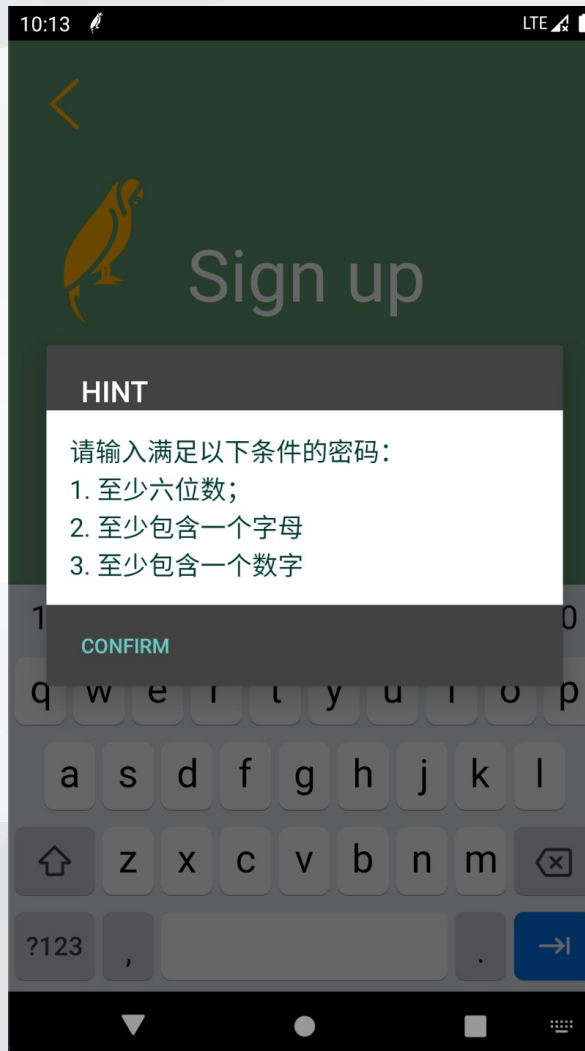 10:13
LTE
Sign up
HINT
请输入满足以下条件的密码：
1. 至少六位数；
2. 至少包含一个字母
3. 至少包含一个数字
1 0
CONFIRM
q w e r t y u i o p
a s d f g h j k l
z x c v b n m
?123 , .